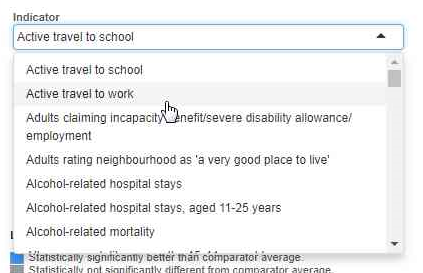 Indicator
Active travel to school
Active travel to school
Active travel to work
Adults claiming incapacity benefit/severe disability allowance/
employment
Adults rating neighbourhood as 'a very good place to live'
Alcohol-related hospital stays
Alcohol-related hospital stays, aged 11-25 years
Alcohol-related mortality
Statistically significantly better than comparator average.
Statistically not significantly different from comparator average.